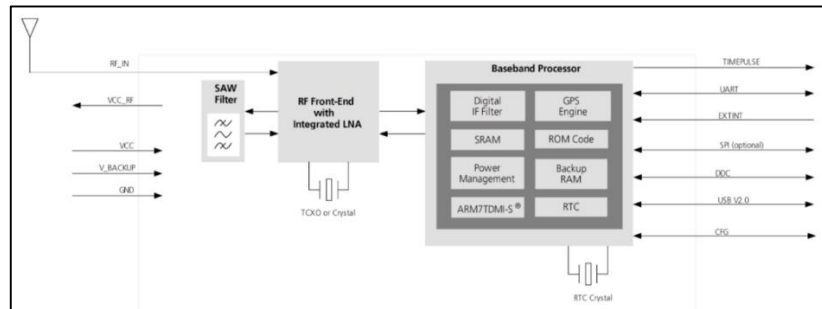 RF_IN
VCC_RF
VCC
V_BACKUP
GND
SAW
Filter
RF Front-End
with
Integrated LNA
TCXO or Crystal
Baseband Processor
Digital
IF Filter
GPS
Engine
SRAM
ROM Code
Power
Management
Backup
RAM
ARM7TDMI-S®
RTC
RTC Crystal
TIMEPULSE
UART
EXTINT
SPI (optional)
DDC
USB V2.0
CFG